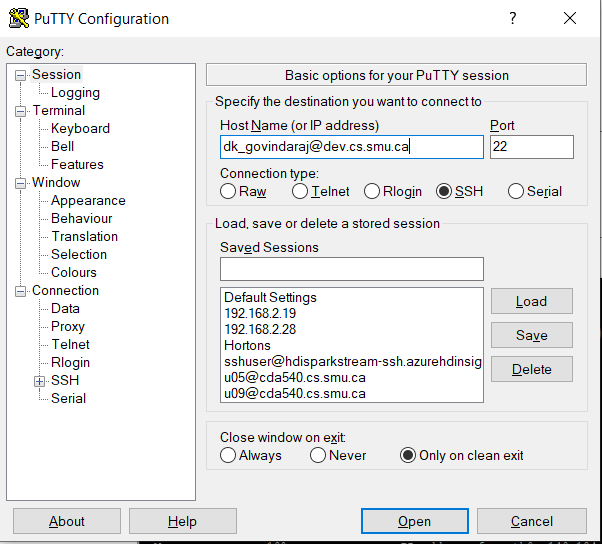 PuTTY Configuration
?
Category:
Session
Logging
Terminal
Keyboard
Bell
Features
Window
Appearance
Behaviour
Translation
Selection
Colours
Connection
Data
Proxy
Telnet
Rlogin
SSH
Serial
Basic options for your PuTTY session
Specify the destination you want to connect to
Host Name (or IP address) Port
dk_govindaraj@dev.cs.smu.ca 22
Connection type:
Raw Telnet Rlogin SSH Serial
Load, save or delete a stored session
Saved Sessions
Default Settings
192.168.2.19
192.168.2.28
Hortons
sshuser@hdisparkstream-ssh.azurehdinsig
u05@cda540.cs.smu.ca
u09@cda540.cs.smu.ca
Load
Save
Delete
Close window on exit:
Always Never Only on clean exit
About Help Open Cancel